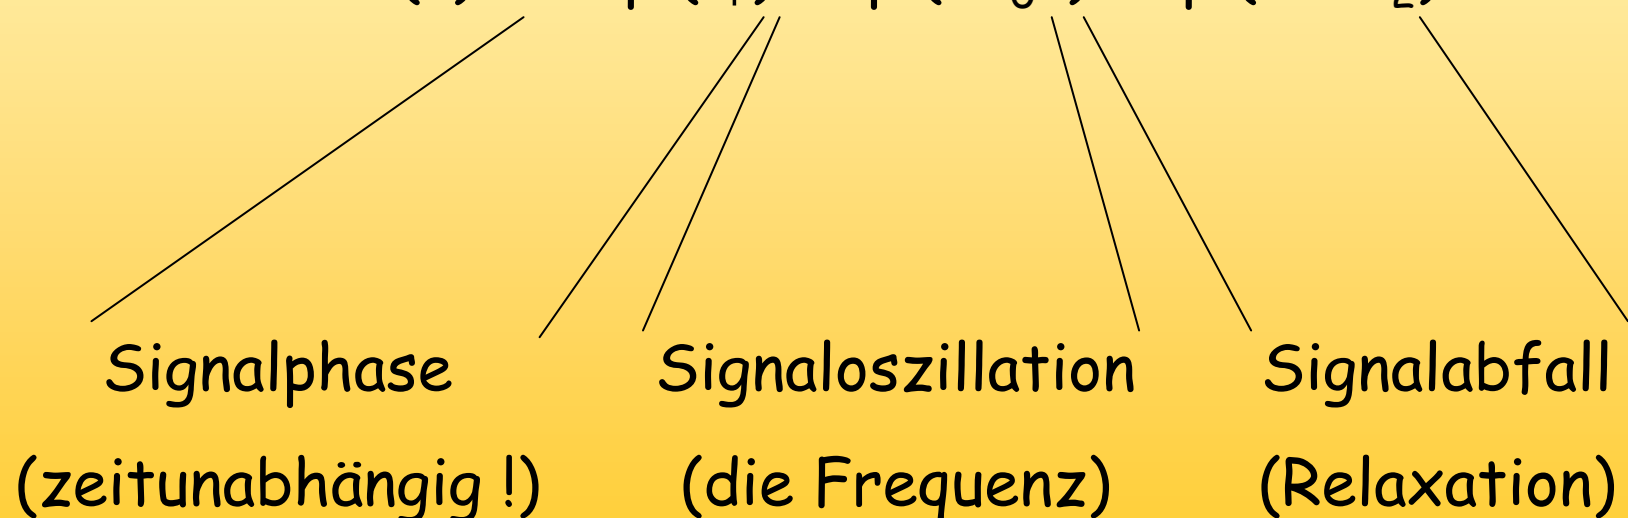 Signalphase Signaloszillation Signalabfall
(zeitunabhängig !) (die Frequenz) (Relaxation)